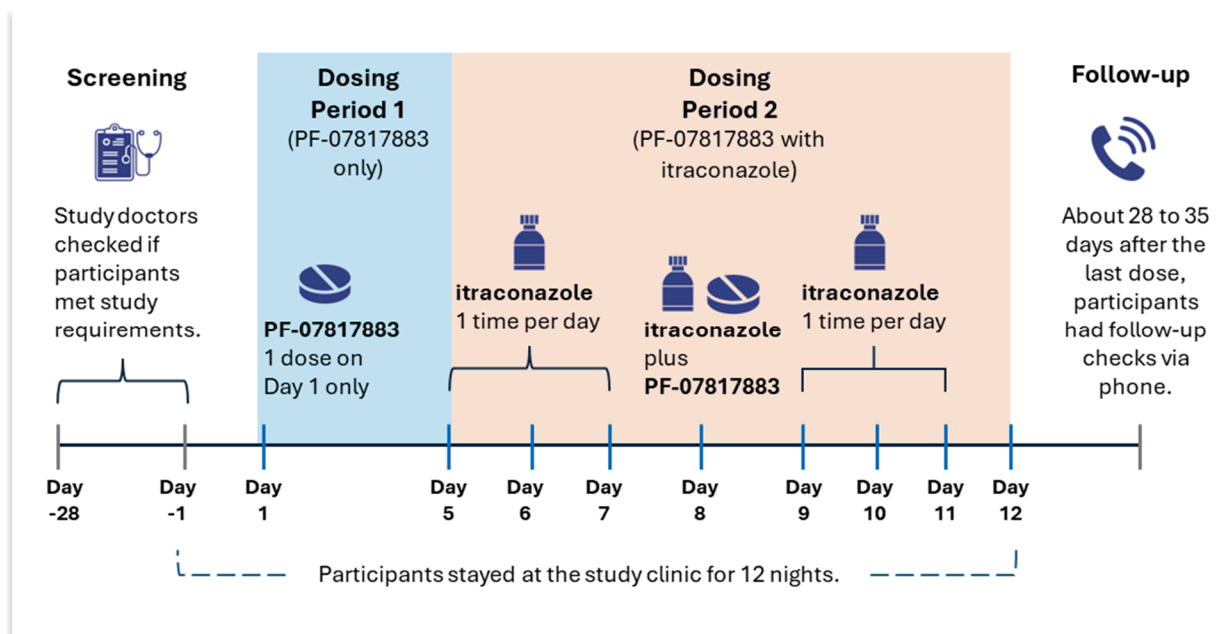 Screening
Study doctors
checked if
participants
met study
requirements.
Dosing
Period 1
(PF-07817883
only)
PF-07817883
1 dose on
Day 1 only
Dosing
Period 2
(PF-07817883 with
itraconazole)
itraconazole
1 time per day
itraconazole
plus
PF-07817883
itraconazole
1 time per day
Follow-up
About 28 to 35
days after the
last dose,
participants
had follow-up
checks via
phone.
Day
-28
Day
-1
Day
1
Day
5
Day
6
Day
7
Day
8
Day
9
Day
10
Day
11
Day
12
Participants stayed at the study clinic for 12 nights.